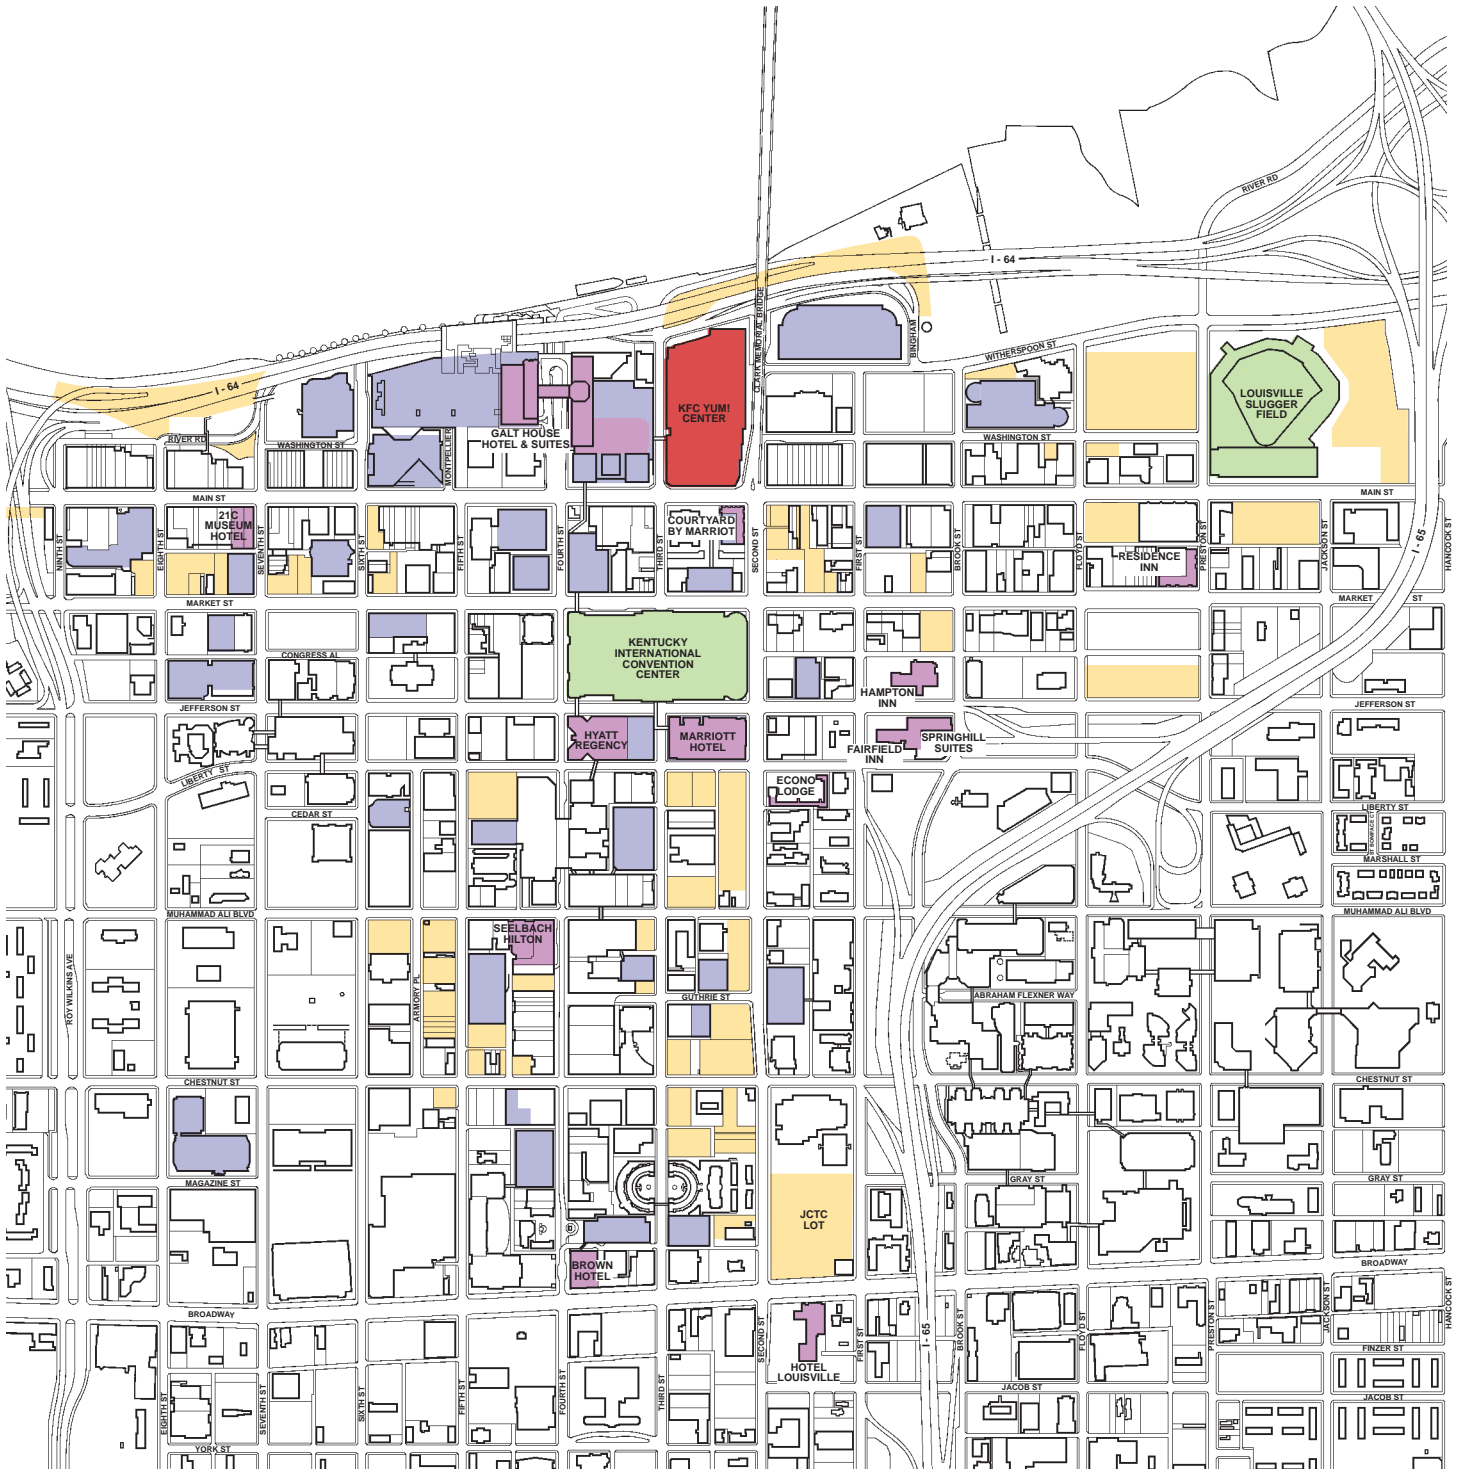 RIVER RD
I - 64
CLARK MEMORIAL BRIDGE
BINGHAM
WITHERSPOON ST
I - 64
KFC YUM!
CENTER
LOUISVILLE
SLUGGER
FIELD
GALT HOUSE
HOTEL & SUITES
RIVER RD
WASHINGTON ST
MONTPELLIER
WASHINGTON ST
MAIN ST
MAIN ST
21C
MUSEUM
HOTEL
COURTYARD
BY MARRIOT
RESIDENCE
INN
NINTH ST
EIGHTH ST
SEVENTH ST
SIXTH ST
FIFTH ST
FOURTH ST
THIRD ST
SECOND ST
FIRST ST
BROOK ST
FLOYD ST
PRESTON ST
JACKSON ST
I - 65
HANCOCK ST
MARKET ST
MARKET ST
KENTUCKY
INTERNATIONAL
CONVENTION
CENTER
CONGRESS AL
HAMPTON
INN
JEFFERSON ST
JEFFERSON ST
HYATT
REGENCY
MARRIOTT
HOTEL
FAIRFIELD
INN
SPRINGHILL
SUITES
LIBERTY ST
ECONO
LODGE
CEDAR ST
LIBERTY ST
ST BONIFACE CT
MARSHALL ST
MUHAMMAD ALI BLVD
MUHAMMAD ALI BLVD
SEELBACH
HILTON
ROY WILKINS AVE
ARMORY PL
GUTHRIE ST
ABRAHAM FLEXNER WAY
CHESTNUT ST
CHESTNUT ST
MAGAZINE ST
GRAY ST
GRAY ST
JCTC
LOT
BROWN
HOTEL
BROADWAY
BROADWAY
HOTEL
LOUISVILLE
SECOND ST
FIRST ST
I - 65
BROOK ST
FLOYD ST
PRESTON ST
JACKSON ST
HANCOCK ST
FINZER ST
JACOB ST
JACOB ST
EIGHTH ST
SEVENTH ST
SIXTH ST
FIFTH ST
FOURTH ST
THIRD ST
YORK ST